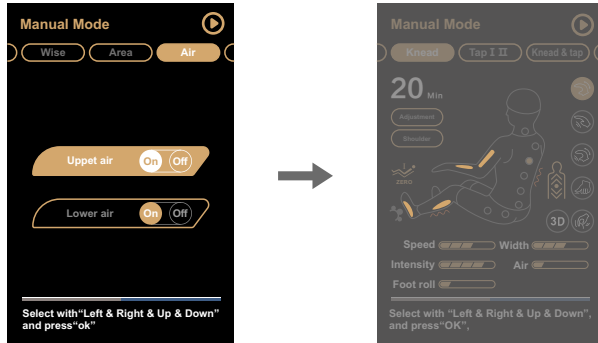 Manual Mode
Wise Area Air
Uppet air On Off
Lower air On Off
Select with“Left & Right & Up & Down”
and press“ok”
Manual Mode
Knead Tap I II Knead & tap
20 Min
Adjustment
Shoulder
ZERO
3D
Speed Width
Intensity Air
Foot roll
Select with “Left & Right & Up & Down”,
and press“OK”,